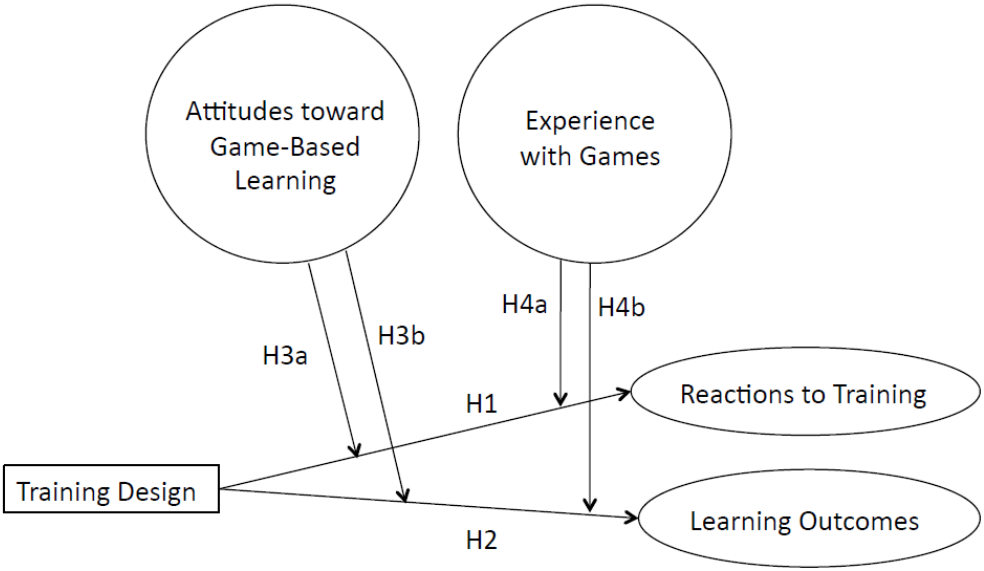 Attitudes toward
Game-Based
Learning
Experience
with Games
H3a
H3b
H4a
H4b
H1
Reactions to Training
Training Design
H2
Learning Outcomes